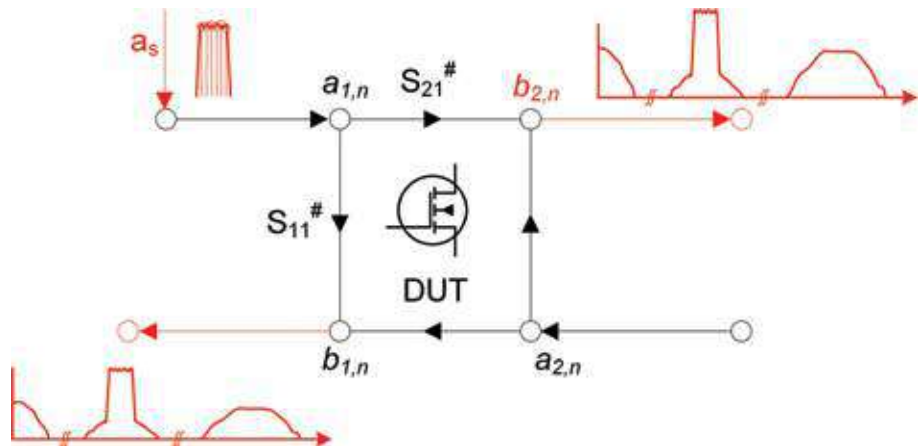 aₛ
a₁,ₙ
S₂₁#
b₂,ₙ
S₁₁#
DUT
b₁,ₙ
a₂,ₙ